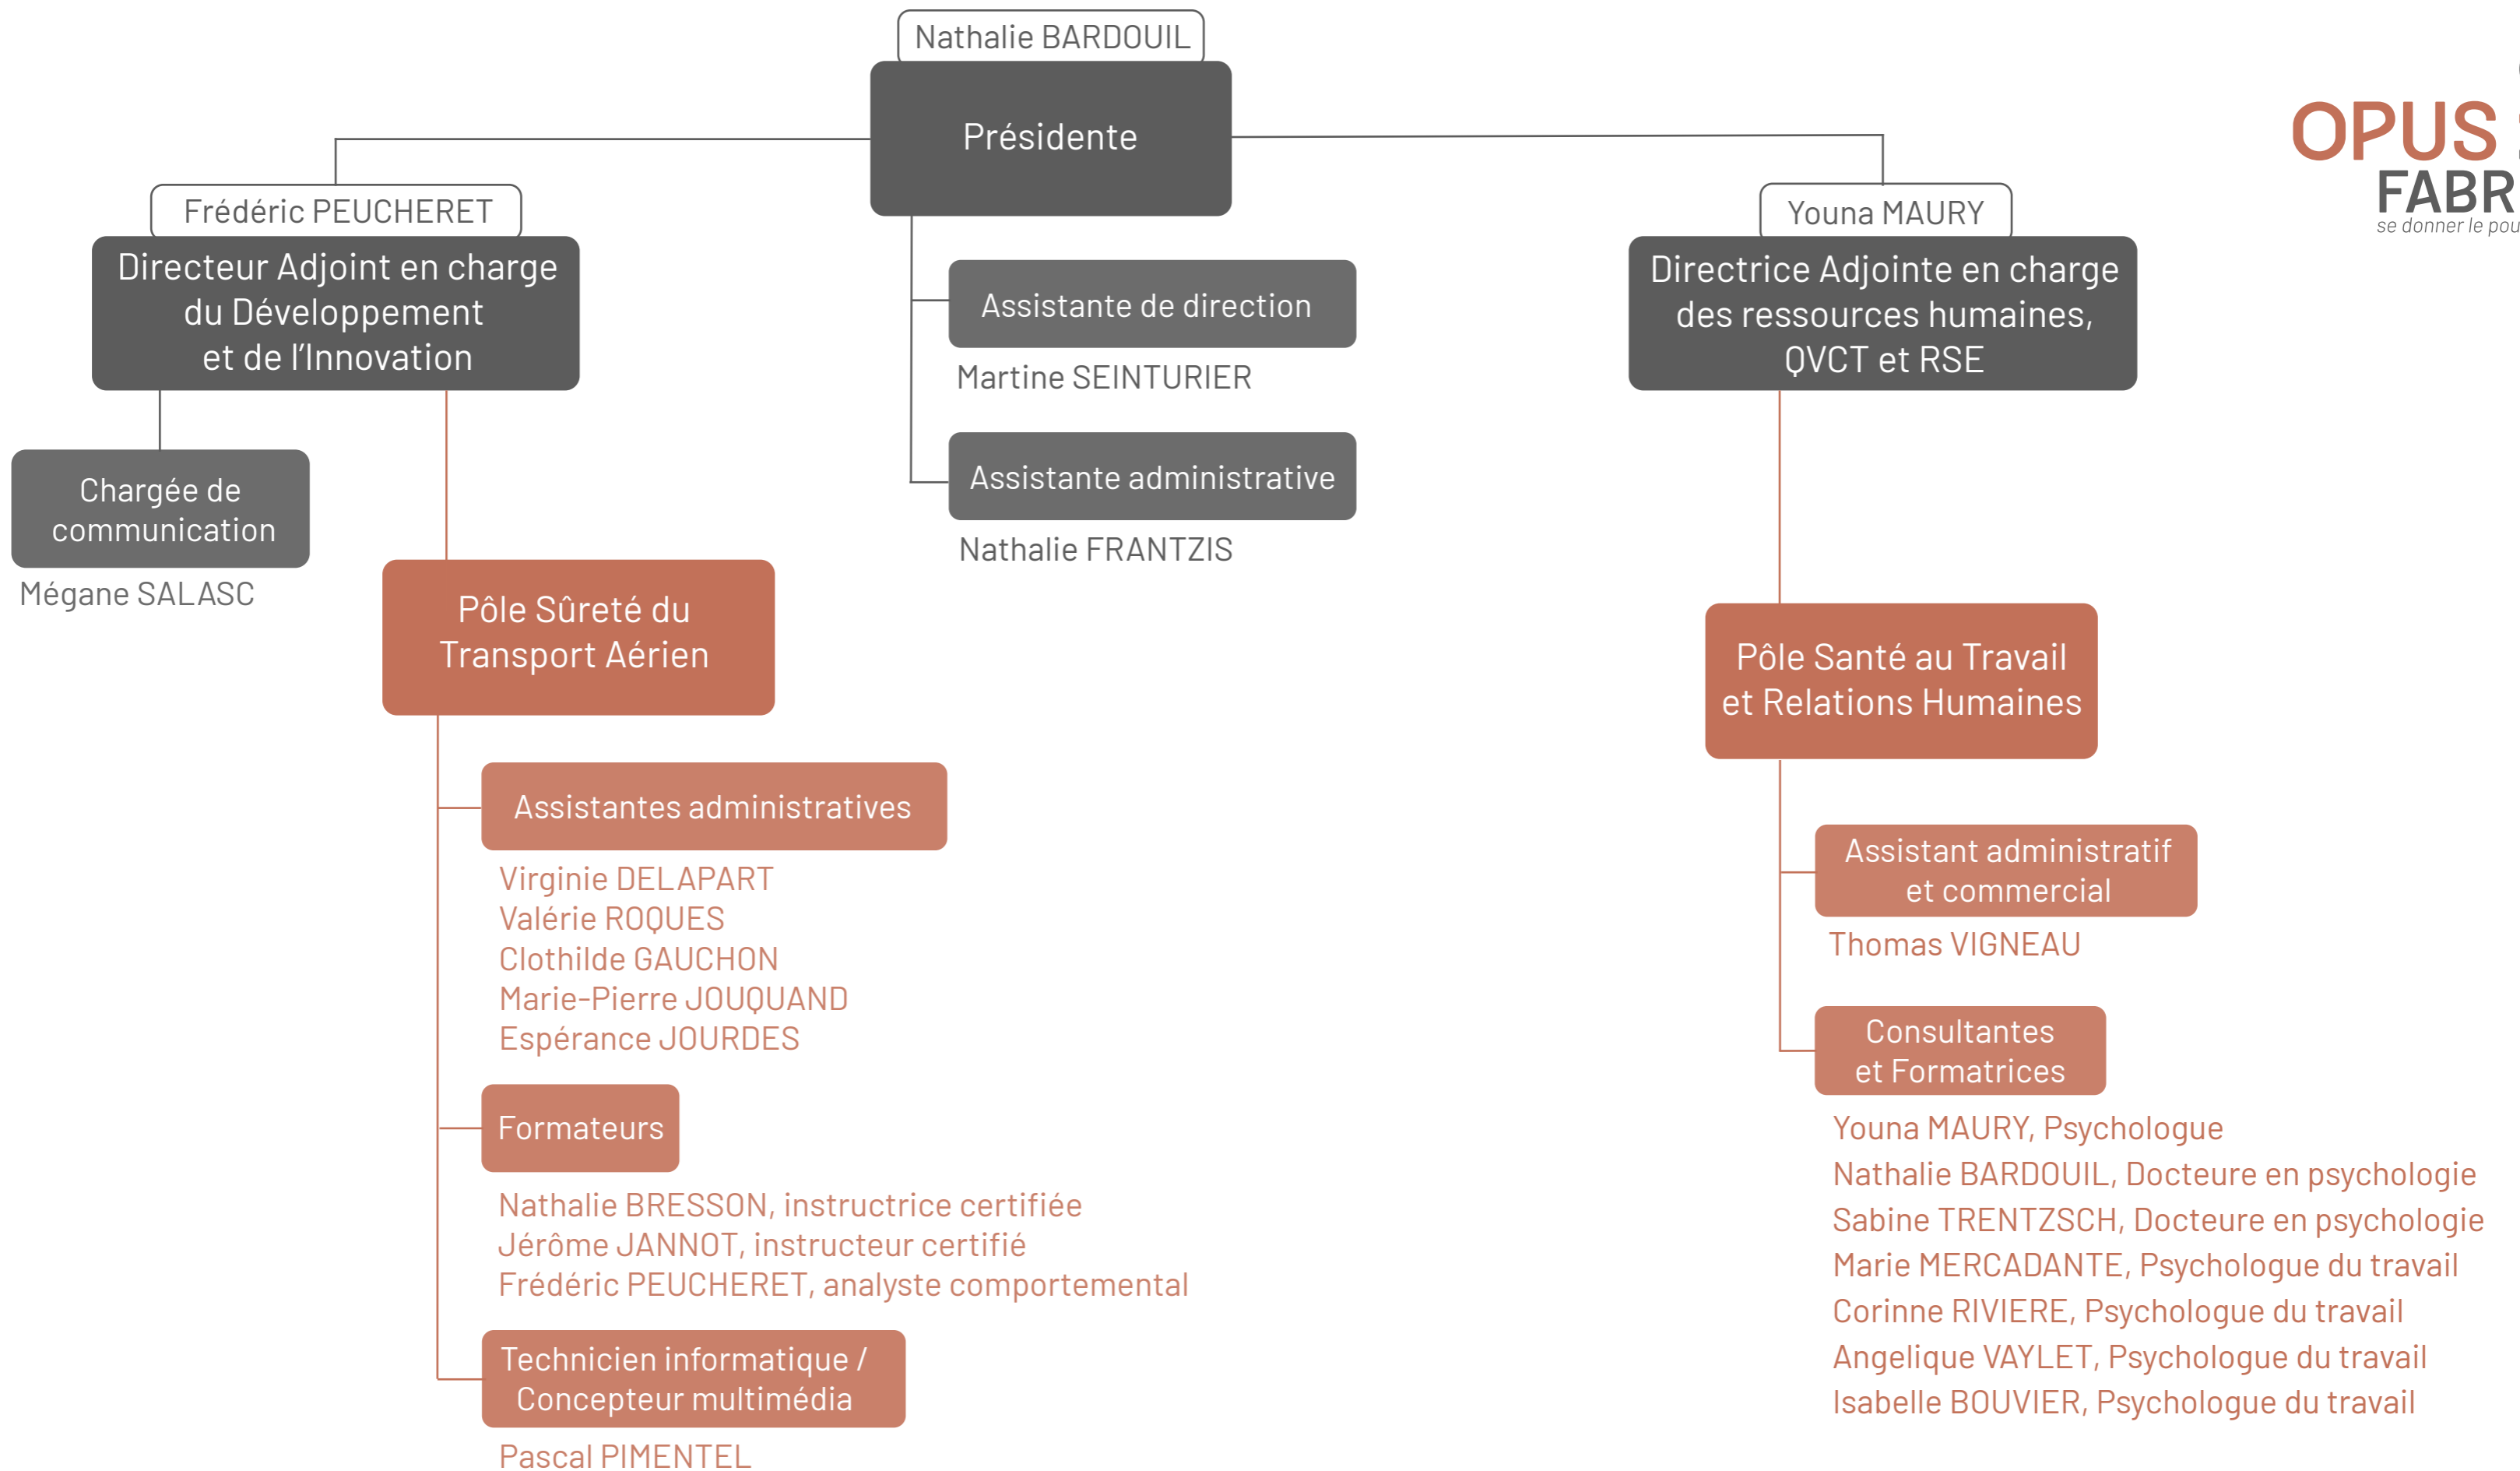 Nathalie BARDOUIL
Présidente
OPUS
FABR
se donner le pou
Frédéric PEUCHERET
Directeur Adjoint en charge
du Développement
et de l'Innovation
Youna MAURY
Directrice Adjointe en charge
des ressources humaines,
QVCT et RSE
Assistante de direction
Martine SEINTURIER
Assistante administrative
Nathalie FRANTZIS
Chargée de
communication
Mégane SALASC
Pôle Sûreté du
Transport Aérien
Assistantes administratives
Virginie DELAPART
Valérie ROQUES
Clothilde GAUCHON
Marie-Pierre JOUQUAND
Espérance JOURDES
Formateurs
Nathalie BRESSON, instructrice certifiée
Jérôme JANNOT, instructeur certifié
Frédéric PEUCHERET, analyste comportemental
Technicien informatique /
Concepteur multimédia
Pascal PIMENTEL
Pôle Santé au Travail
et Relations Humaines
Assistant administratif
et commercial
Thomas VIGNEAU
Consultantes
et Formatrices
Youna MAURY, Psychologue
Nathalie BARDOUIL, Docteure en psychologie
Sabine TRENTZSCH, Docteure en psychologie
Marie MERCADANTE, Psychologue du travail
Corinne RIVIERE, Psychologue du travail
Angelique VAYLET, Psychologue du travail
Isabelle BOUVIER, Psychologue du travail